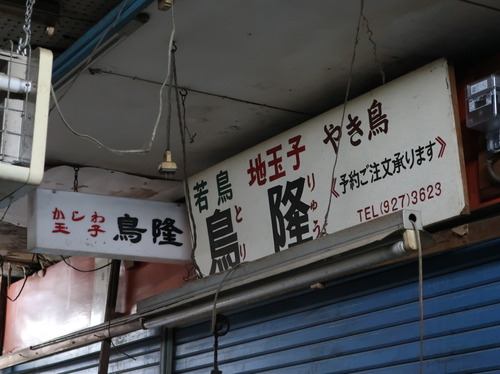 かしわ
玉子
鳥隆
若鳥 地玉子 やき鳥
鳥隆
とり りゅう
《予約ご注文承ります》
TEL(927)3623